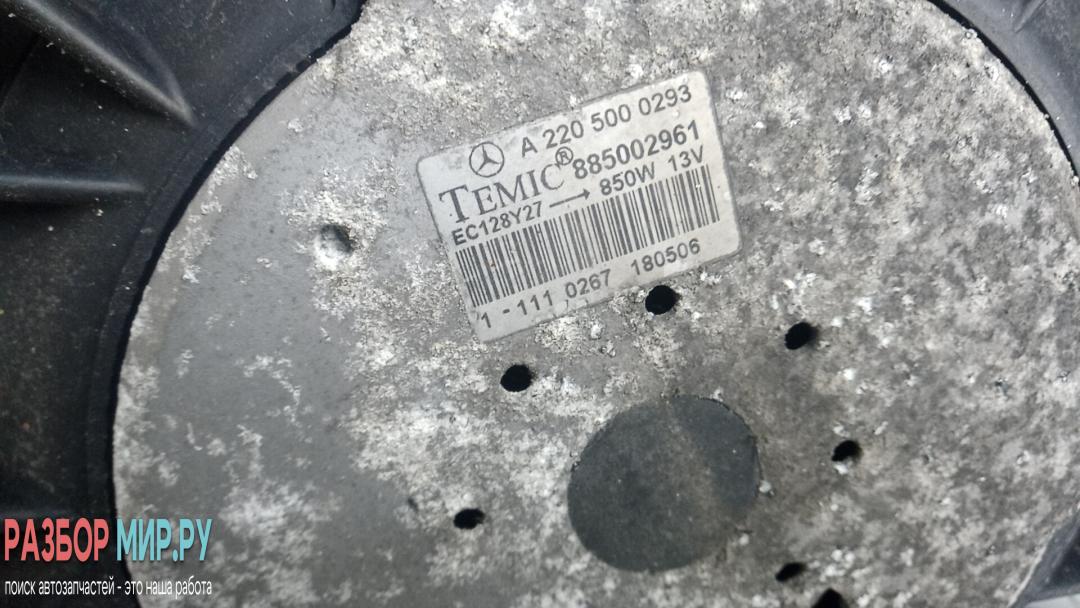 A 220 500 0293
TEMIC® 885002961
EC128Y27 → 850W 13V
1 - 111 0267 180506
РАЗБОР МИР.РУ
поиск автозапчастей - это наша работа